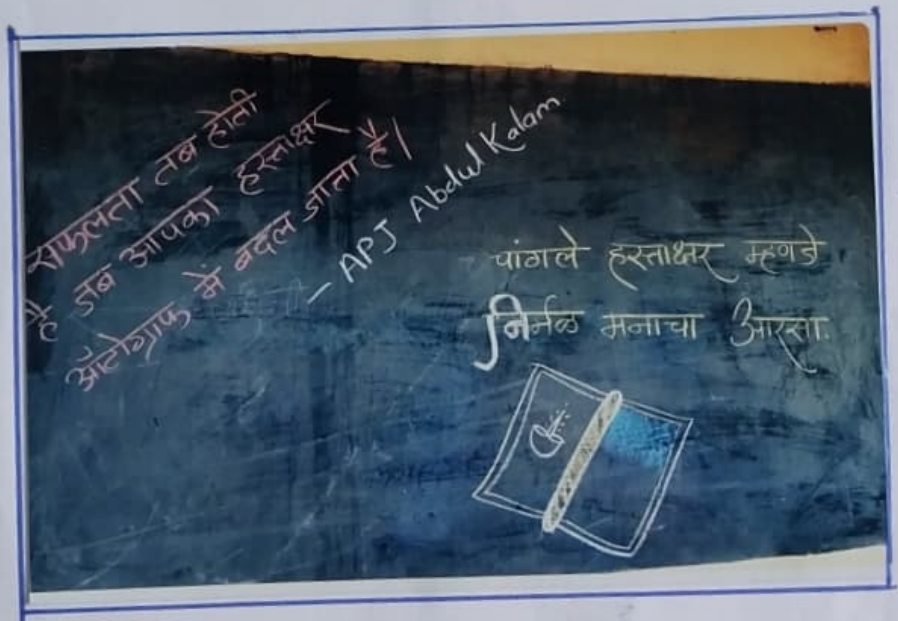 सफलता तब होती
है जब आपका हस्ताक्षर
ऑटोग्राफ में बदल जाता है।
- APJ Abdul Kalam.
चांगले हस्ताक्षर म्हणजे
निर्मळ मनाचा आरसा.